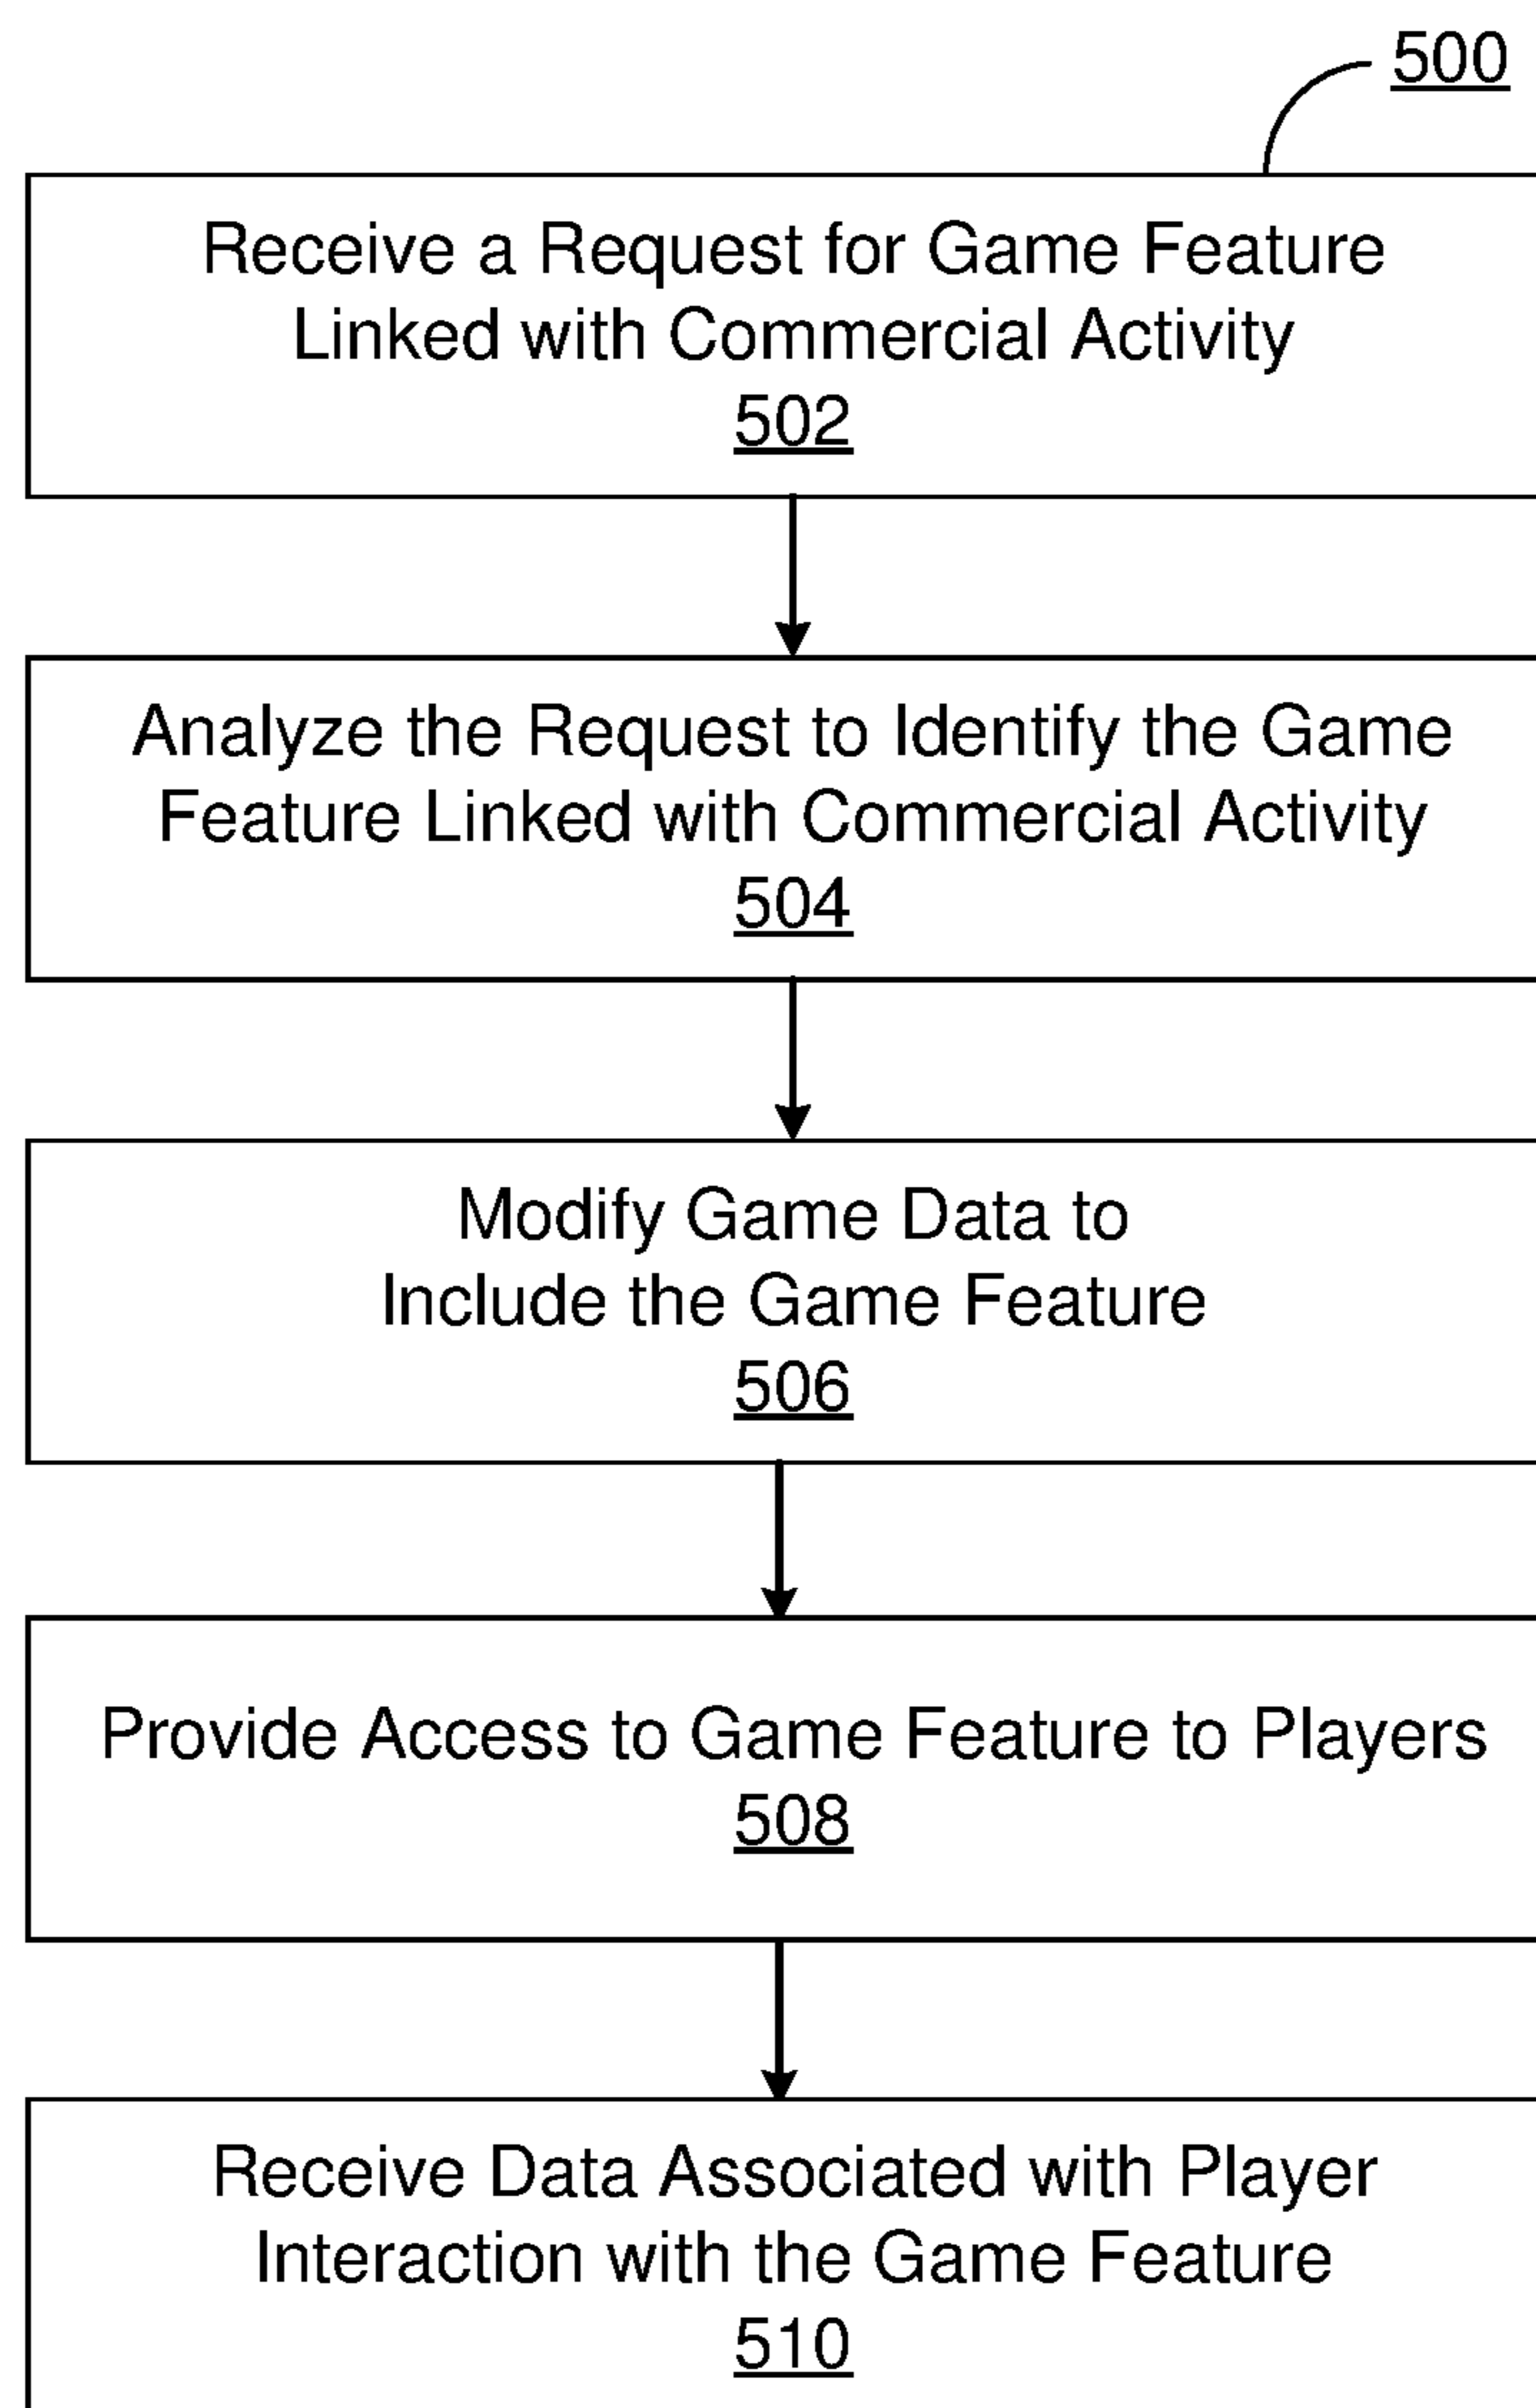 500
Receive a Request for Game Feature
Linked with Commercial Activity
502
Analyze the Request to Identify the Game
Feature Linked with Commercial Activity
504
Modify Game Data to
Include the Game Feature
506
Provide Access to Game Feature to Players
508
Receive Data Associated with Player
Interaction with the Game Feature
510